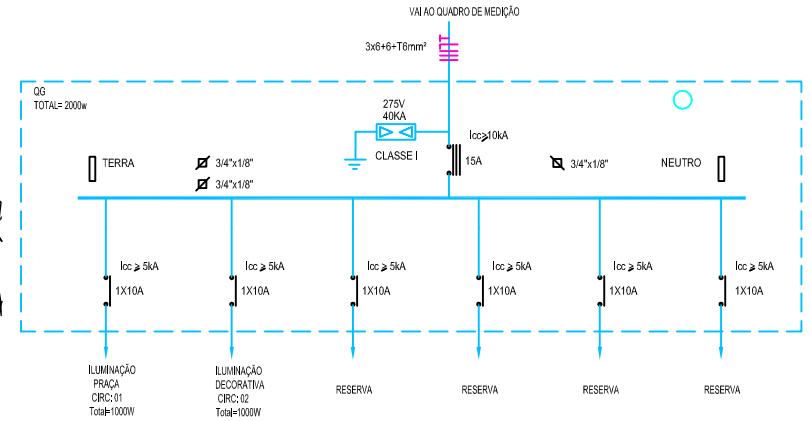 VAI AO QUADRO DE MEDIÇÃO
3x6+6+T6mm²
QG
TOTAL= 2000w
275V
40KA
CLASSE I
Icc≥10kA
15A
TERRA
3/4"x1/8"
3/4"x1/8"
3/4"x1/8"
NEUTRO
Icc ≥ 5kA
1X10A
Icc ≥ 5kA
1X10A
Icc ≥ 5kA
1X10A
Icc ≥ 5kA
1X10A
Icc ≥ 5kA
1X10A
Icc ≥ 5kA
1X10A
ILUMINAÇÃO
PRAÇA
CIRC: 01
Total=1000W
ILUMINAÇÃO
DECORATIVA
CIRC: 02
Total=1000W
RESERVA
RESERVA
RESERVA
RESERVA